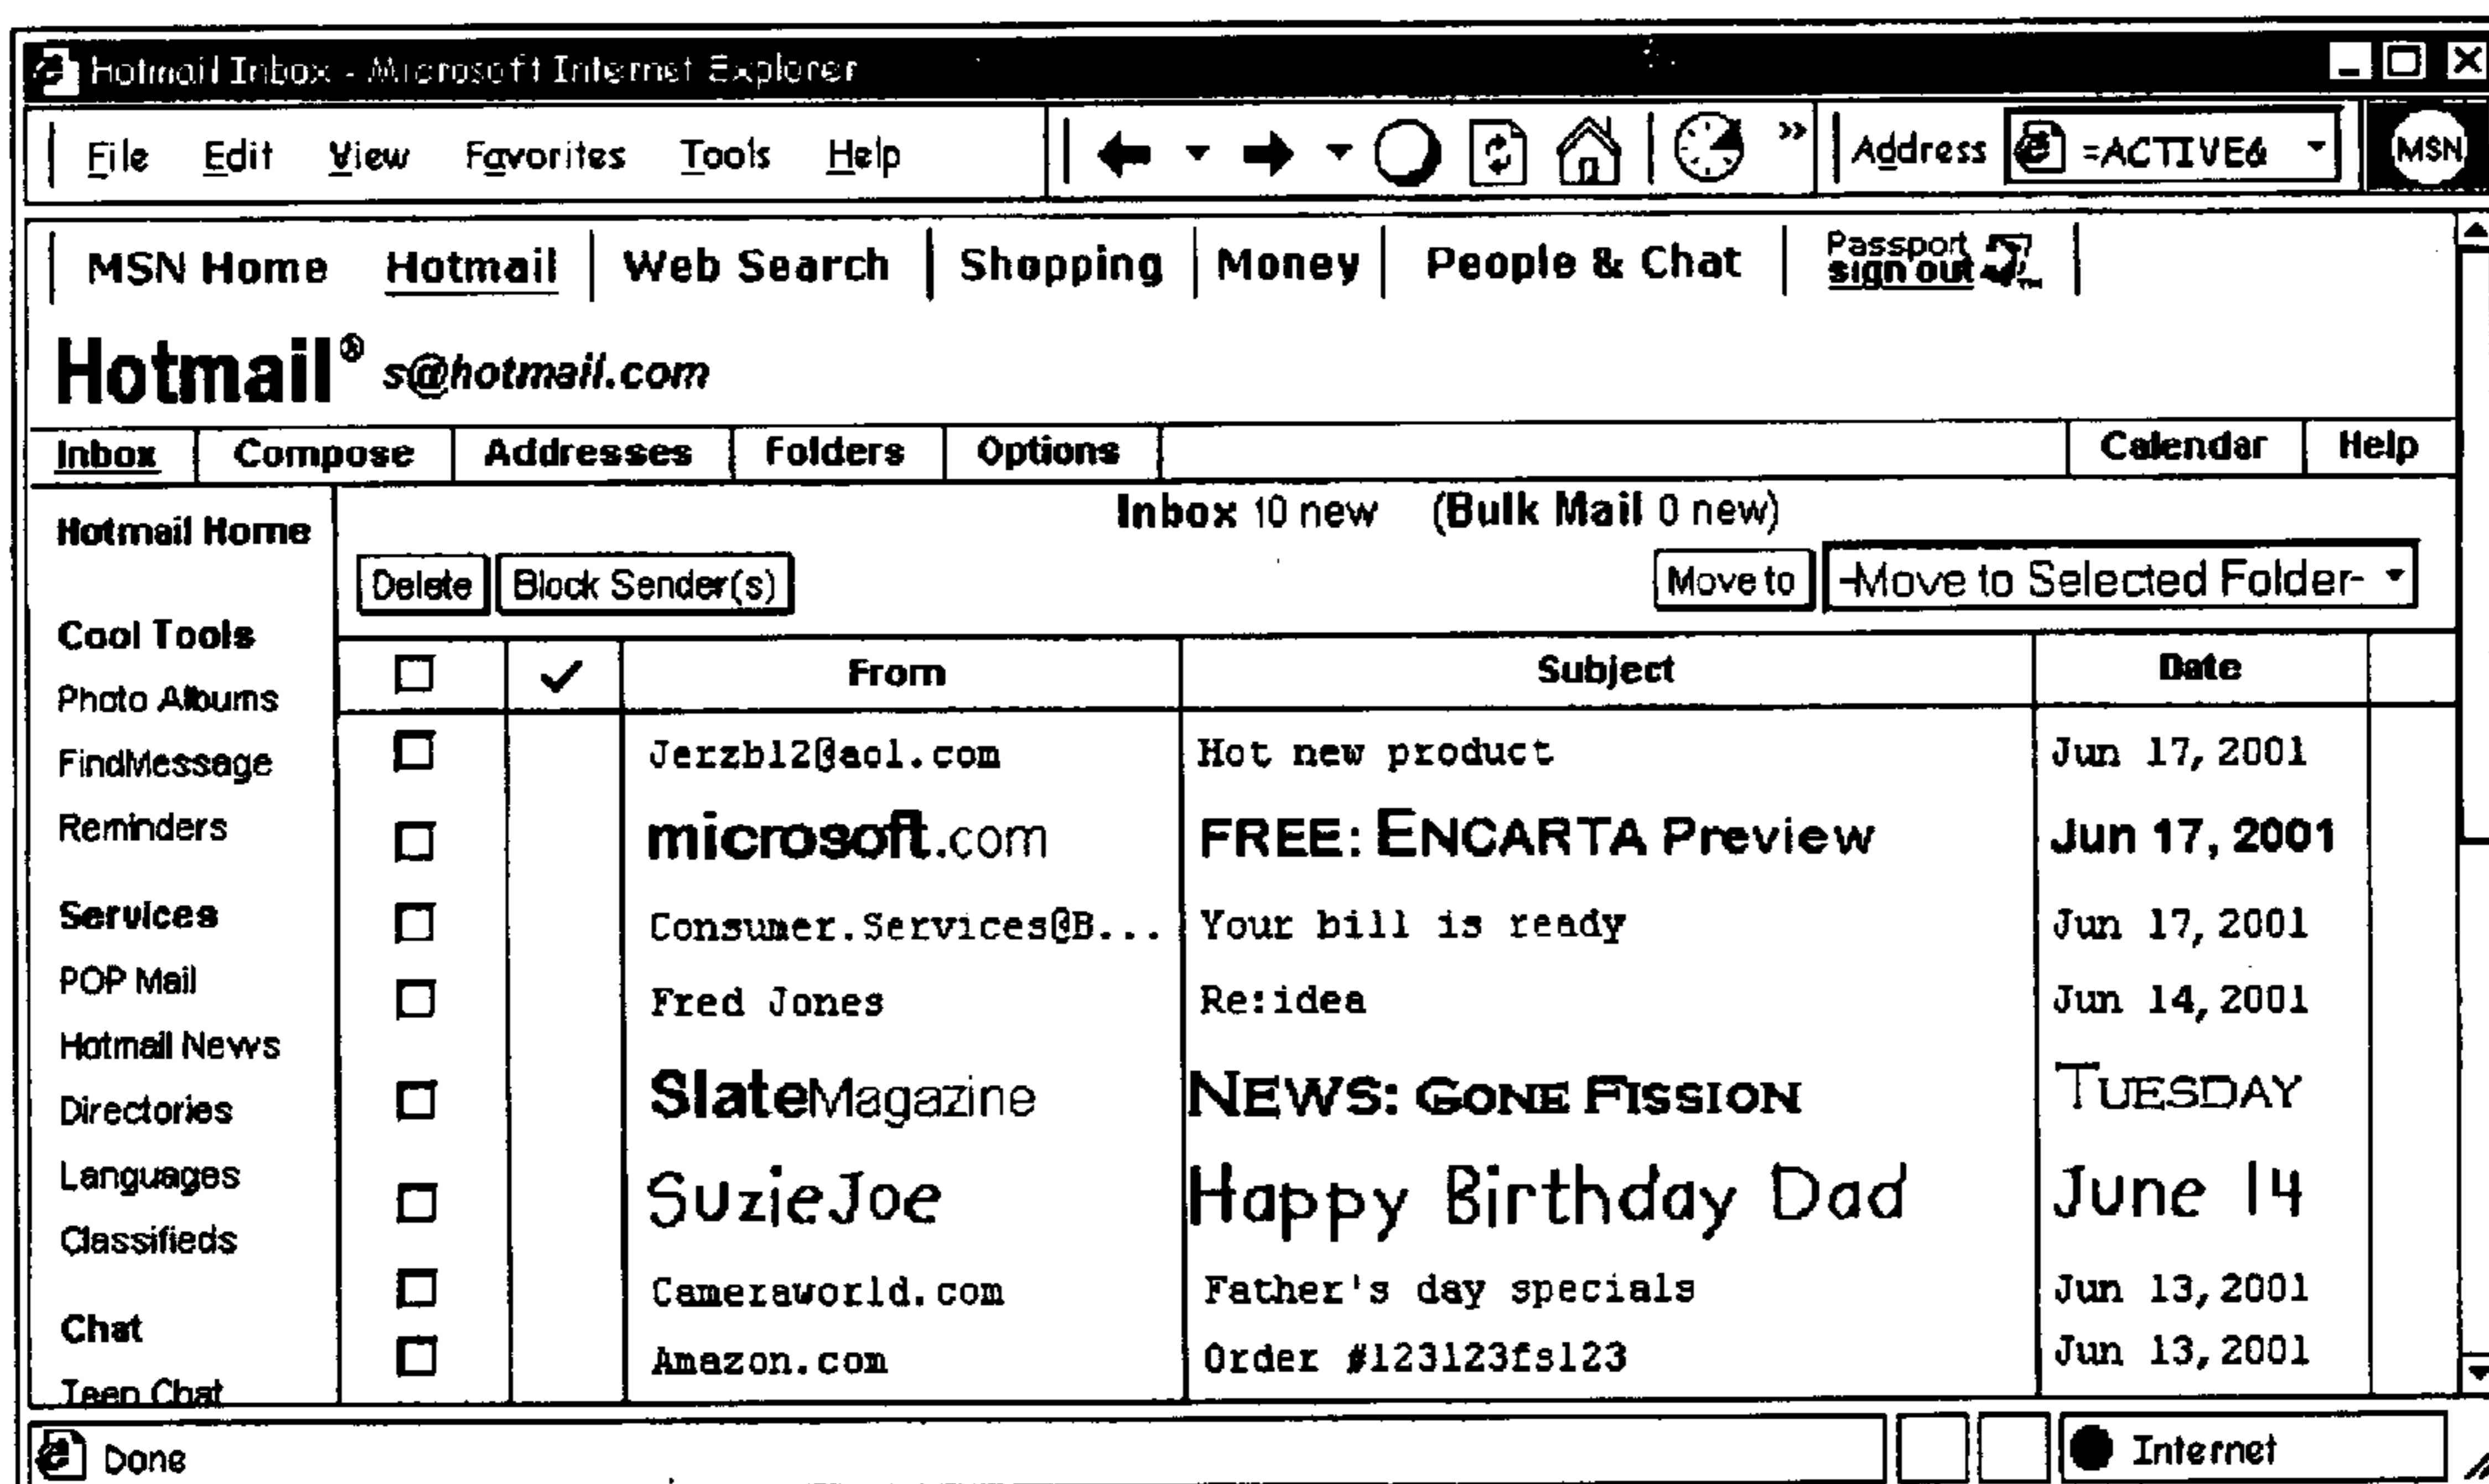 Hotmail Inbox - Microsoft Internet Explorer
File Edit View Favorites Tools Help » Address =ACTIVE& MSN
MSN Home Hotmail Web Search Shopping Money People & Chat Passport sign out TM
Hotmail® s@hotmail.com
Inbox Compose Addresses Folders Options Calendar Help
Inbox 10 new (Bulk Mail 0 new)
Hotmail Home
Delete Block Sender(s) Move to -Move to Selected Folder-
Cool Tools
From Subject Date
Photo Albums
FindMessage
Jerzb12@aol.com Hot new product Jun 17, 2001
Reminders
microsoft.com FREE: ENCARTA Preview Jun 17, 2001
Services
Consumer.Services@B... Your bill is ready Jun 17, 2001
POP Mail
Fred Jones Re:idea Jun 14, 2001
Hotmail News
Directories
SlateMagazine NEWS: GONE FISSION TUESDAY
Languages
SuzieJoe Happy Birthday Dad June 14
Classifieds
Cameraworld.com Father's day specials Jun 13, 2001
Chat
Amazon.com Order #123123fs123 Jun 13, 2001
Teen Chat
Done Internet